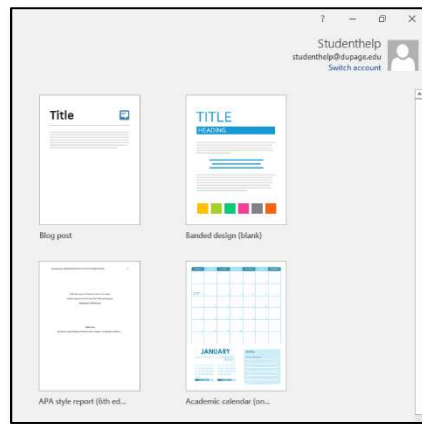 ?
Studenthelp
studenthelp@dupage.edu
Switch account
Title
TITLE
HEADING
Blog post
Banded design (blank)
JANUARY
APA style report (6th ed...
Academic calendar (on...